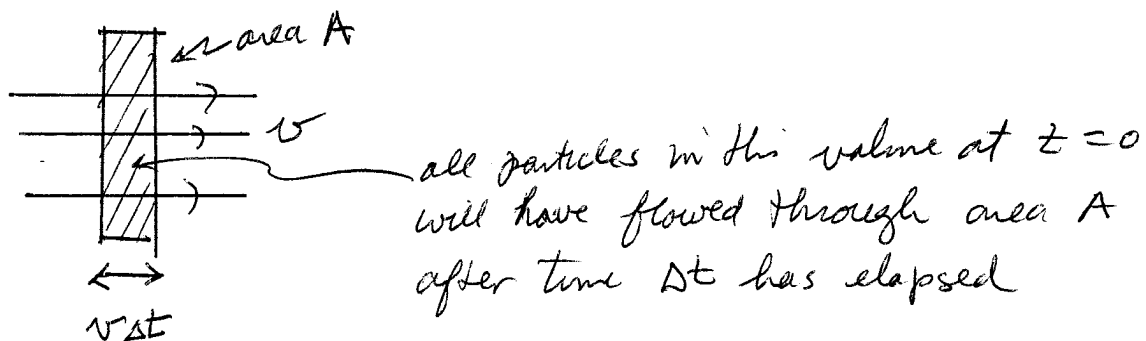 area A
v
all particles in this volume at t = 0
will have flowed through area A
after time Δt has elapsed
vΔt